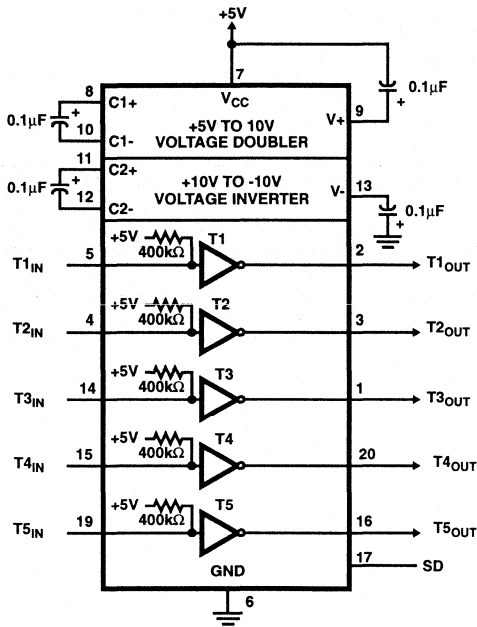 +5V
7
8
C1+
VCC
0.1µF
+
0.1µF
+
10
C1-
+5V TO 10V
VOLTAGE DOUBLER
V+
9
+
11
C2+
0.1µF
+
12
C2-
+10V TO -10V
VOLTAGE INVERTER
V-
13
0.1µF
+5V
400kΩ
T1
T1IN
5
2
T1OUT
+5V
400kΩ
T2
T2IN
4
3
T2OUT
+5V
400kΩ
T3
T3IN
14
1
T3OUT
+5V
400kΩ
T4
T4IN
15
20
T4OUT
+5V
400kΩ
T5
T5IN
19
16
T5OUT
17
SD
GND
6